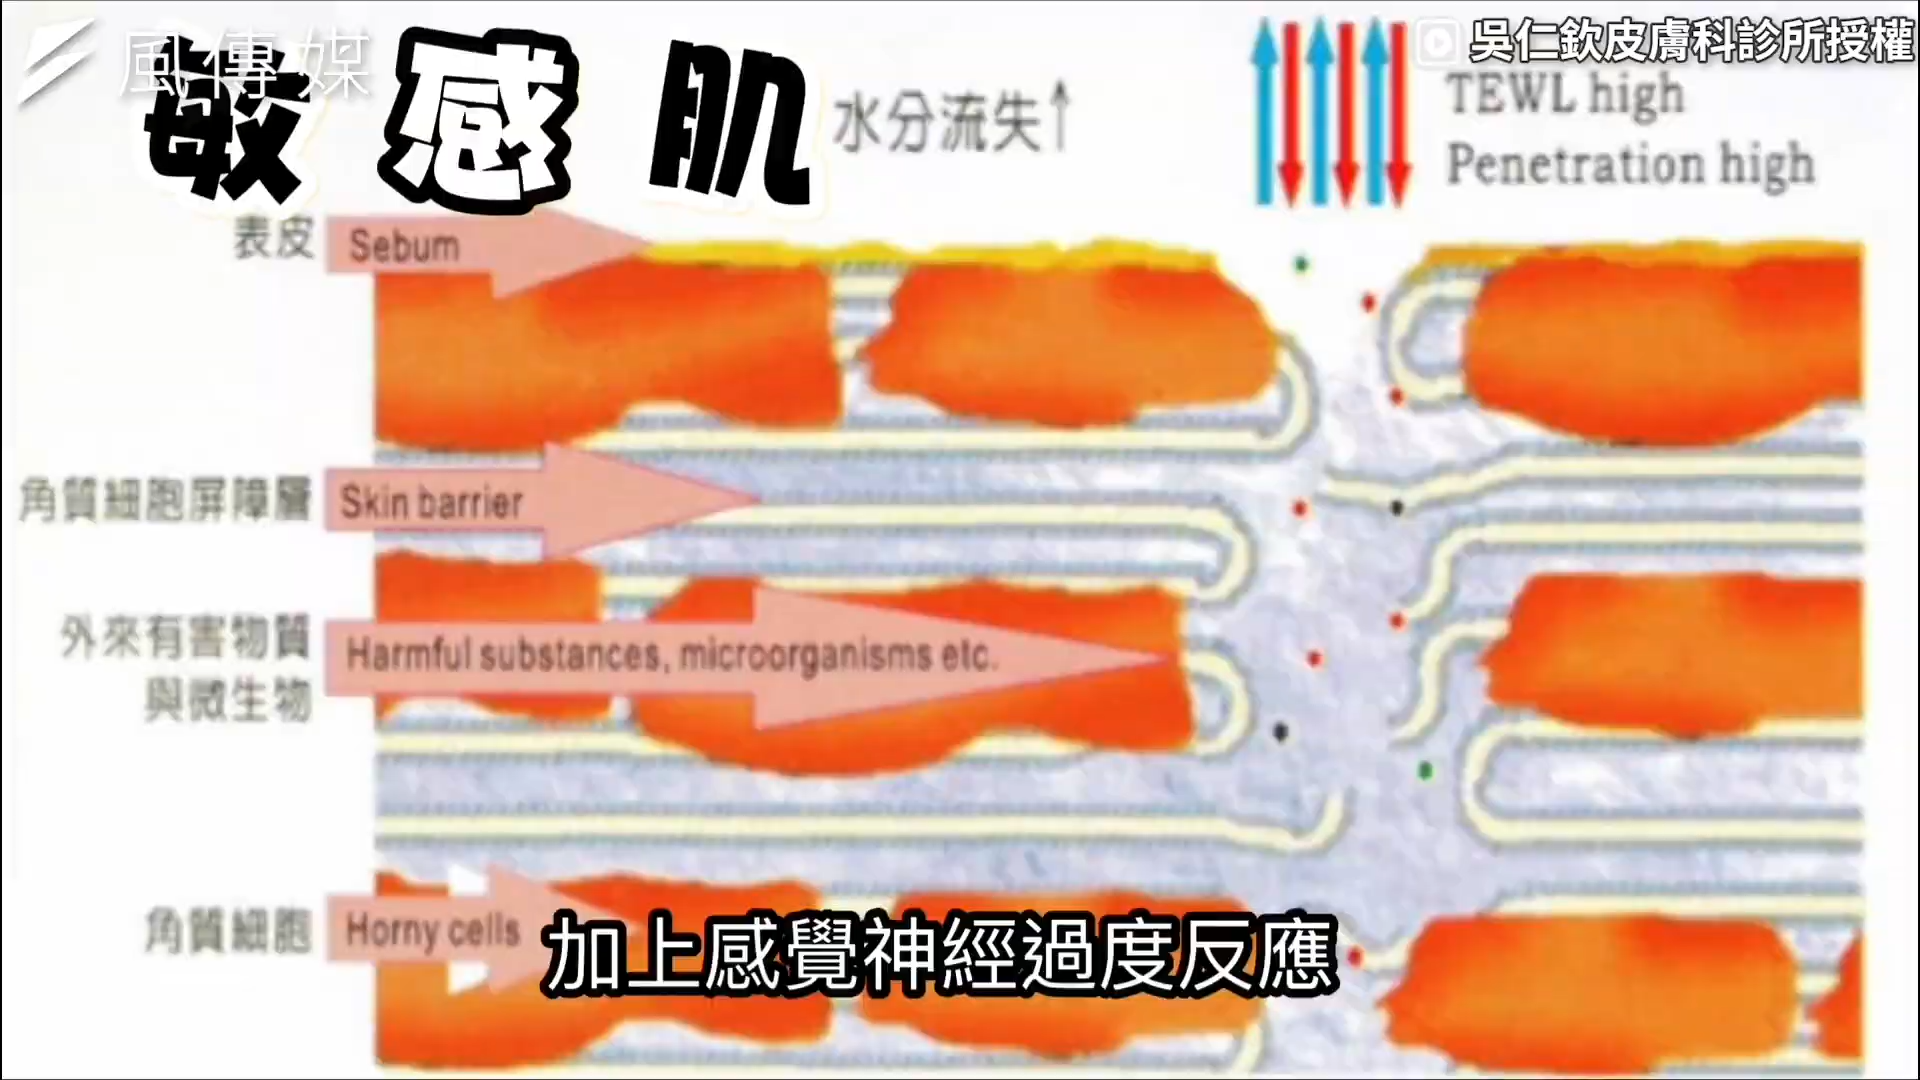 風傳媒
吳仁欽皮膚科診所授權
敏感肌
水分流失↑
TEWL high
Penetration high
表皮
Sebum
角質細胞屏障層
Skin barrier
外來有害物質
與微生物
Harmful substances, microorganisms etc.
角質細胞
Horny cells
加上感覺神經過度反應